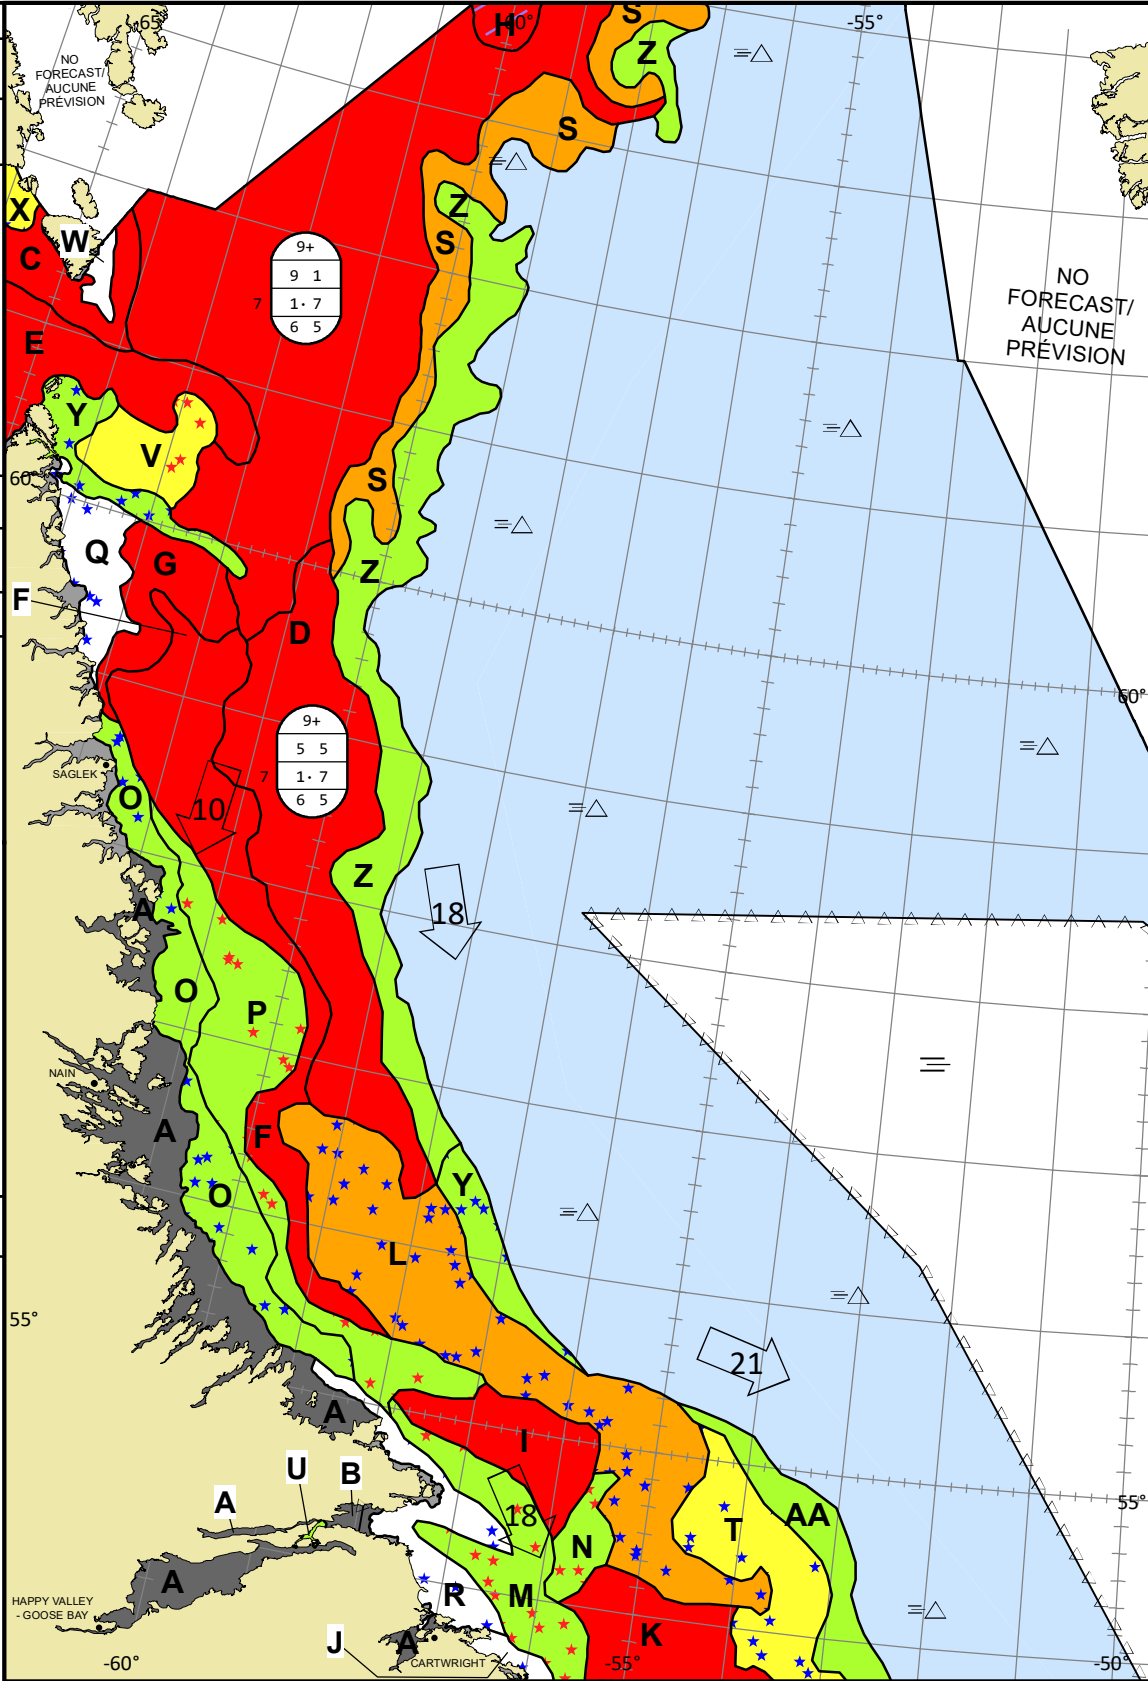 -65°
H
-60°
S
-55°
NO
FORECAST/
AUCUNE
PRÉVISION
Z
S
X
Z
W
S
C
9+
9 1
7 1· 7
6 5
NO
FORECAST/
AUCUNE
PRÉVISION
E
Y
V
60°
S
Q
G
Z
F
D
60°
9+
5 5
7 1· 7
6 5
SAGLEK
O
10
Z
A
18
O
P
NAIN
A
F
Y
O
L
55°
21
A
I
U
B
A
55°
18
T
AA
N
A
R
M
HAPPY VALLEY
- GOOSE BAY
J
A
K
-60°
CARTWRIGHT
-55°
-50°